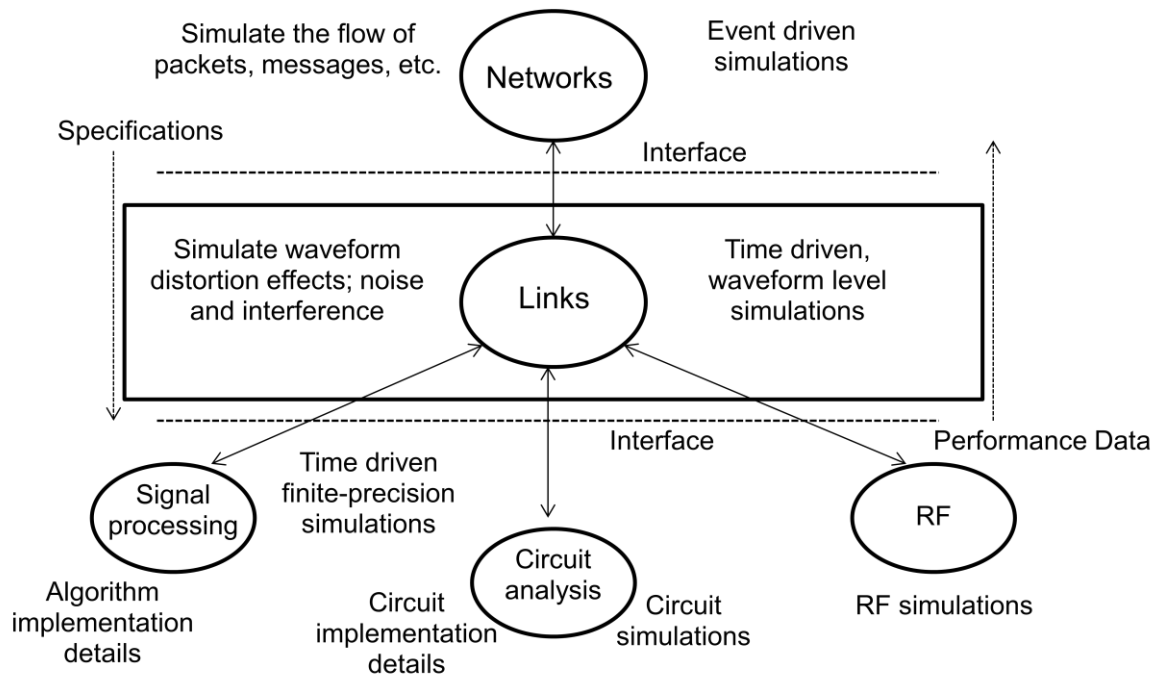 Simulate the flow of
packets, messages, etc.
Networks
Event driven
simulations
Specifications
Interface
Simulate waveform
distortion effects; noise
and interference
Links
Time driven,
waveform level
simulations
Interface
Performance Data
Signal
processing
Time driven
finite-precision
simulations
RF
Circuit
analysis
Algorithm
implementation
details
Circuit
implementation
details
Circuit
simulations
RF simulations